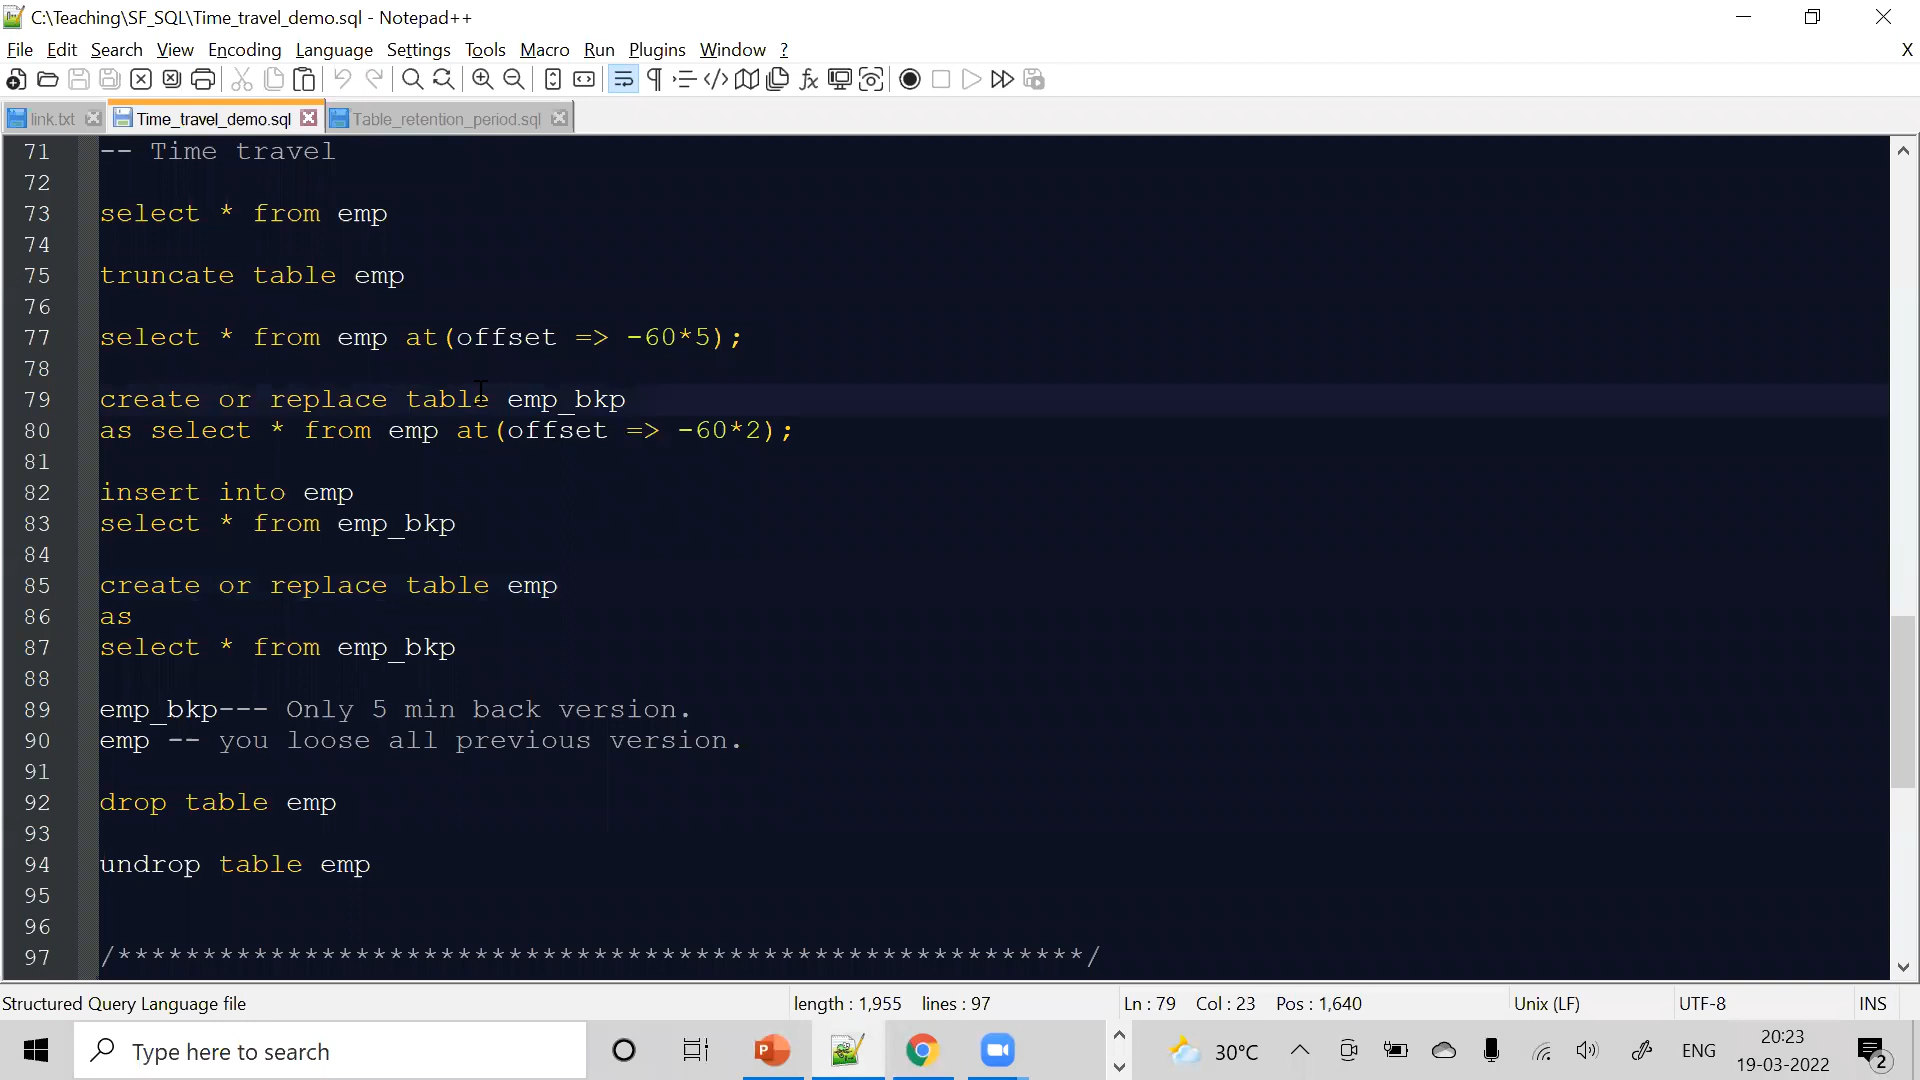 C:\Teaching\SF_SQL\Time_travel_demo.sql - Notepad++
File Edit Search View Encoding Language Settings Tools Macro Run Plugins Window ? X
link.txt Time_travel_demo.sql Table_retention_period.sql
71 -- Time travel
72
73 select * from emp
74
75 truncate table emp
76
77 select * from emp at(offset => -60*5);
78
79 create or replace table emp_bkp
80 as select * from emp at(offset => -60*2);
81
82 insert into emp
83 select * from emp_bkp
84
85 create or replace table emp
86 as
87 select * from emp_bkp
88
89 emp_bkp--- Only 5 min back version.
90 emp -- you loose all previous version.
91
92 drop table emp
93
94 undrop table emp
95
96
97 /*********************************************************/
Structured Query Language file length : 1,955 lines : 97 Ln : 79 Col : 23 Pos : 1,640 Unix (LF) UTF-8 INS
Type here to search 30°C ENG 20:23 19-03-2022 2